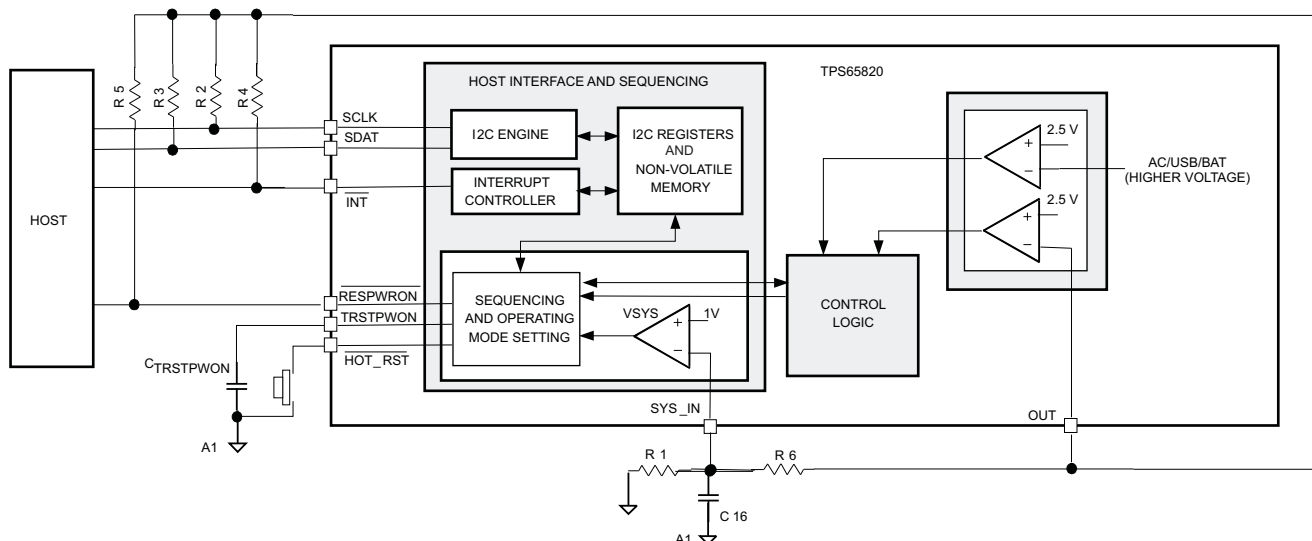 TPS65820
HOST INTERFACE AND SEQUENCING
R 5
R 3
R 2
R 4
SCLK
SDAT
INT
I2C ENGINE
I2C REGISTERS
AND
NON-VOLATILE
MEMORY
INTERRUPT
CONTROLLER
2.5 V
+
−
AC/USB/BAT
(HIGHER VOLTAGE)
2.5 V
+
−
HOST
RESPWRON
TRSTPWON
HOT_RST
SEQUENCING
AND OPERATING
MODE SETTING
VSYS
+
1V
−
CONTROL
LOGIC
CTRSTPWON
A1
SYS_IN
OUT
R 1
R 6
C 16
A1